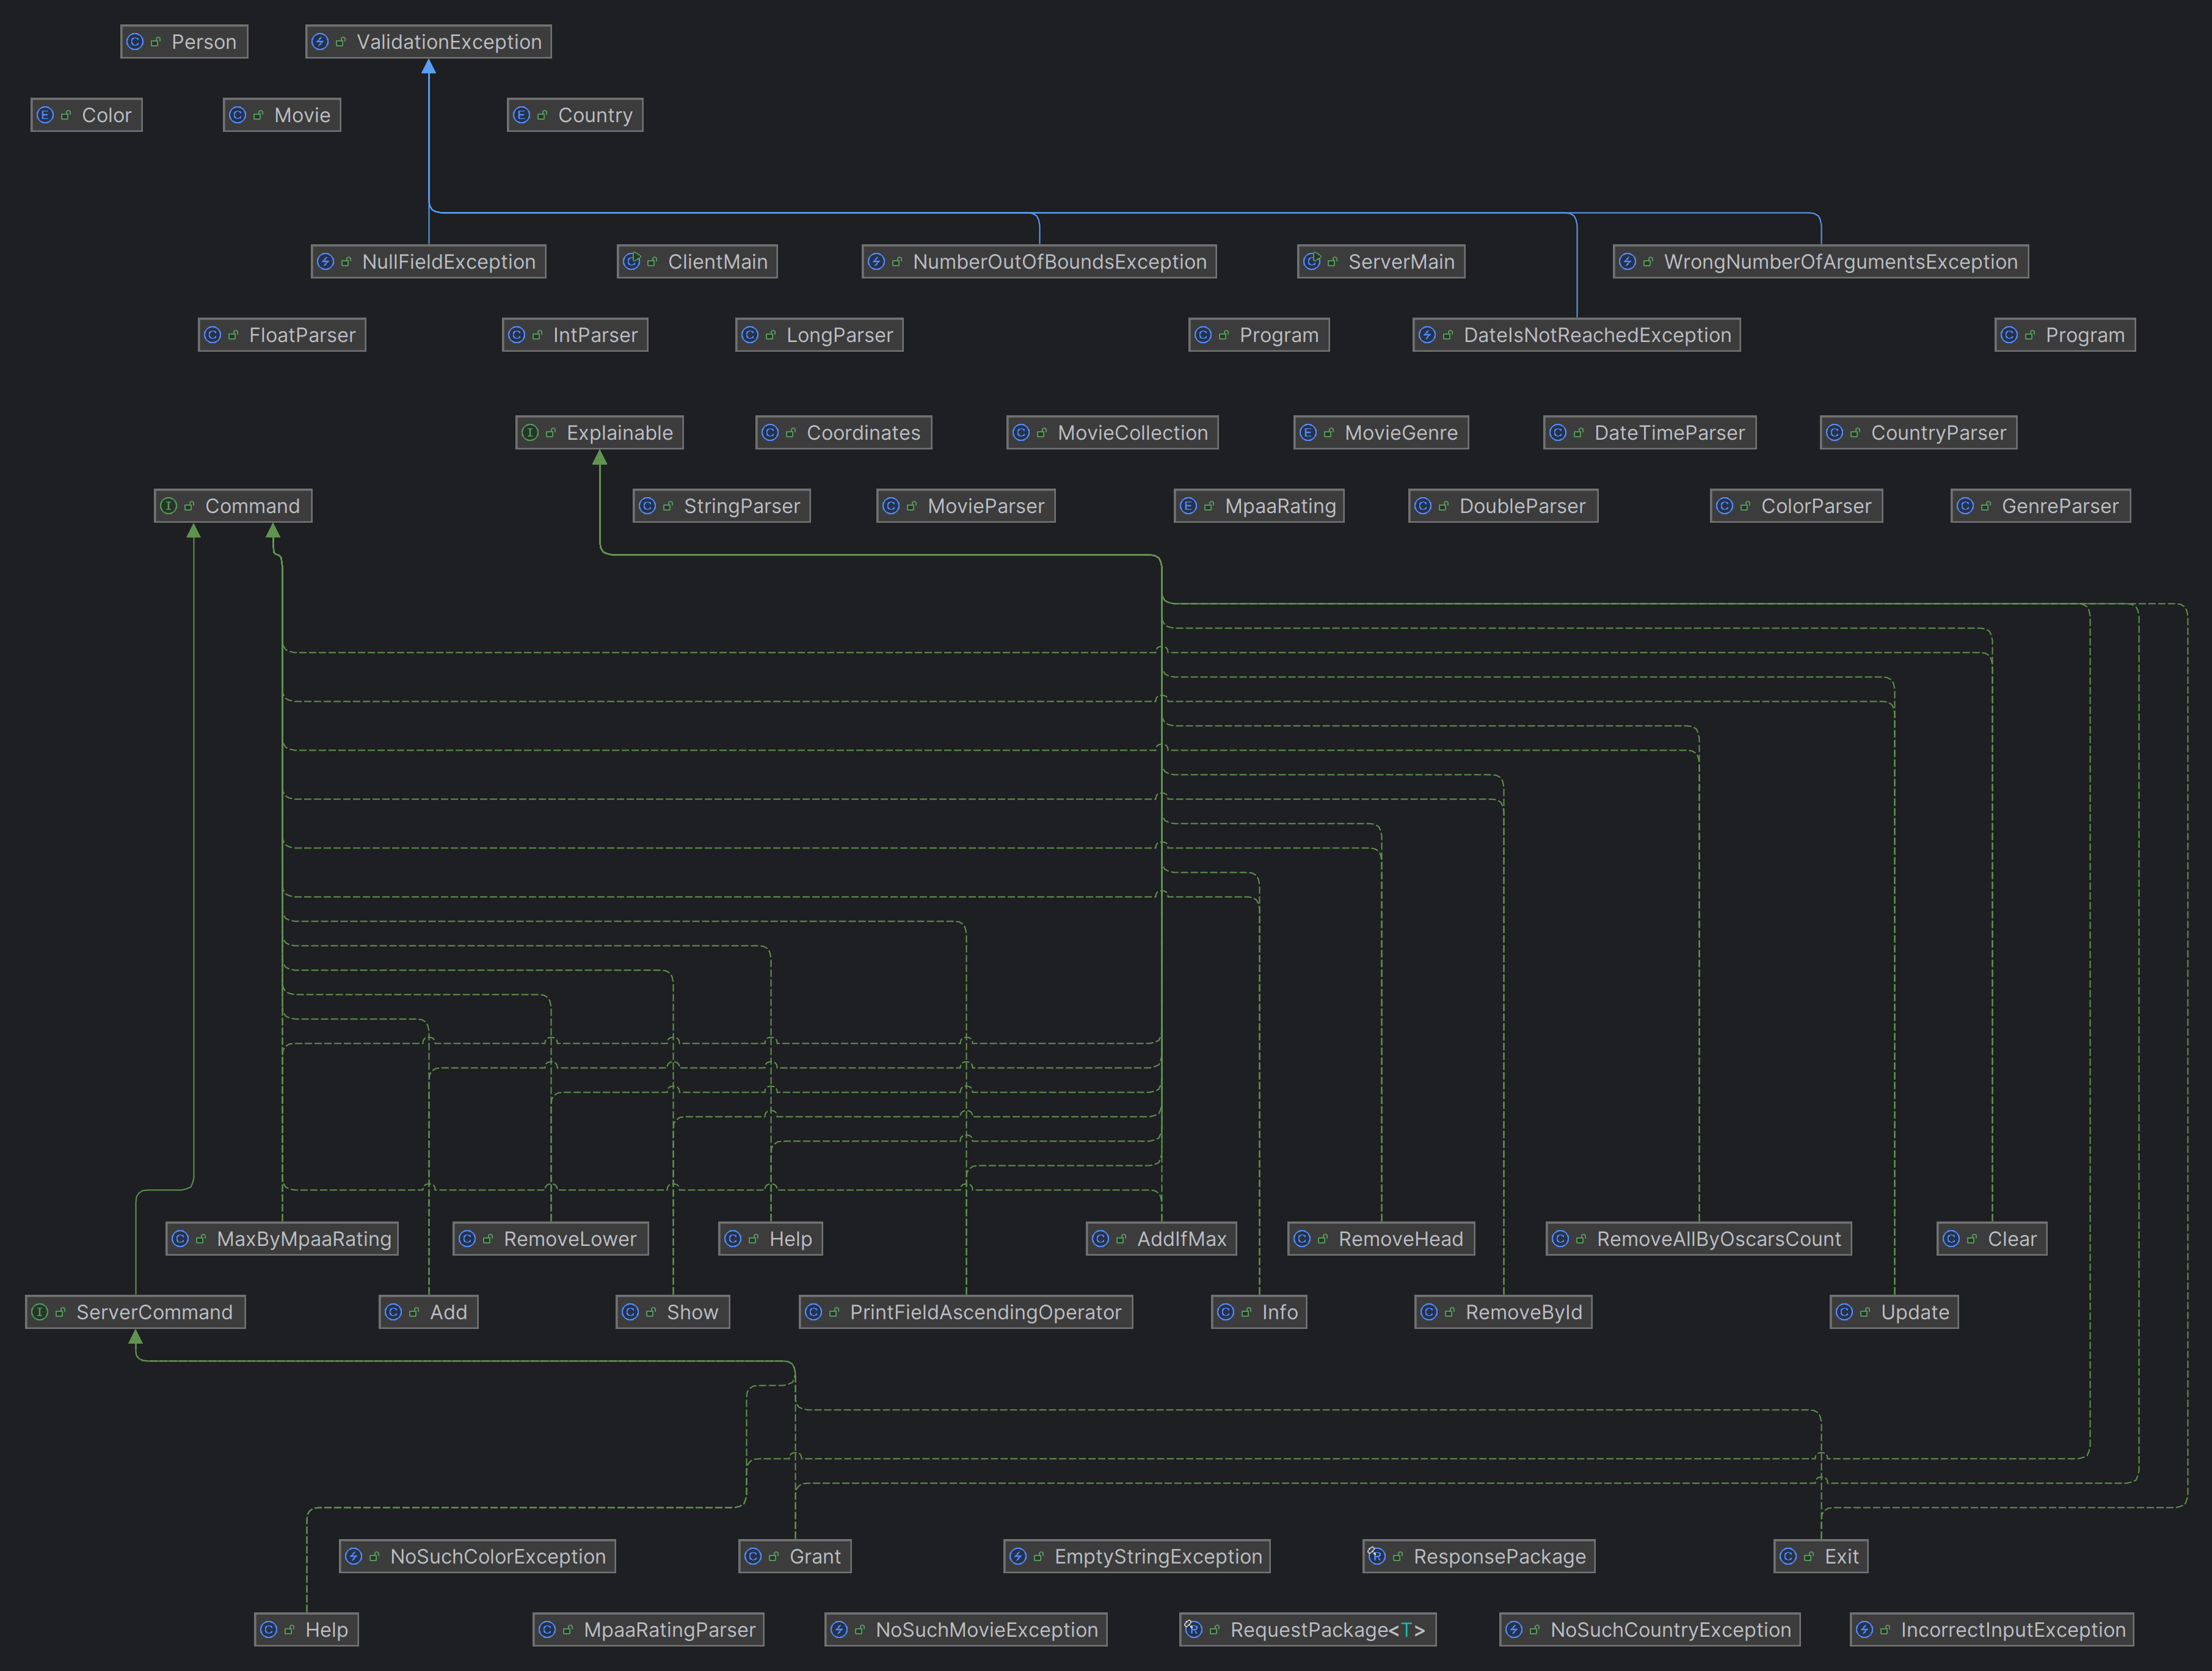 Person
ValidationException
Color
Movie
Country
NullFieldException
ClientMain
NumberOutOfBoundsException
ServerMain
WrongNumberOfArgumentsException
FloatParser
IntParser
LongParser
Program
DateIsNotReachedException
Program
Explainable
Coordinates
MovieCollection
MovieGenre
DateTimeParser
CountryParser
Command
StringParser
MovieParser
MpaaRating
DoubleParser
ColorParser
GenreParser
MaxByMpaaRating
RemoveLower
Help
AddIfMax
RemoveHead
RemoveAllByOscarsCount
Clear
ServerCommand
Add
Show
PrintFieldAscendingOperator
Info
RemoveById
Update
NoSuchColorException
Grant
EmptyStringException
ResponsePackage
Exit
Help
MpaaRatingParser
NoSuchMovieException
RequestPackage<T>
NoSuchCountryException
IncorrectInputException